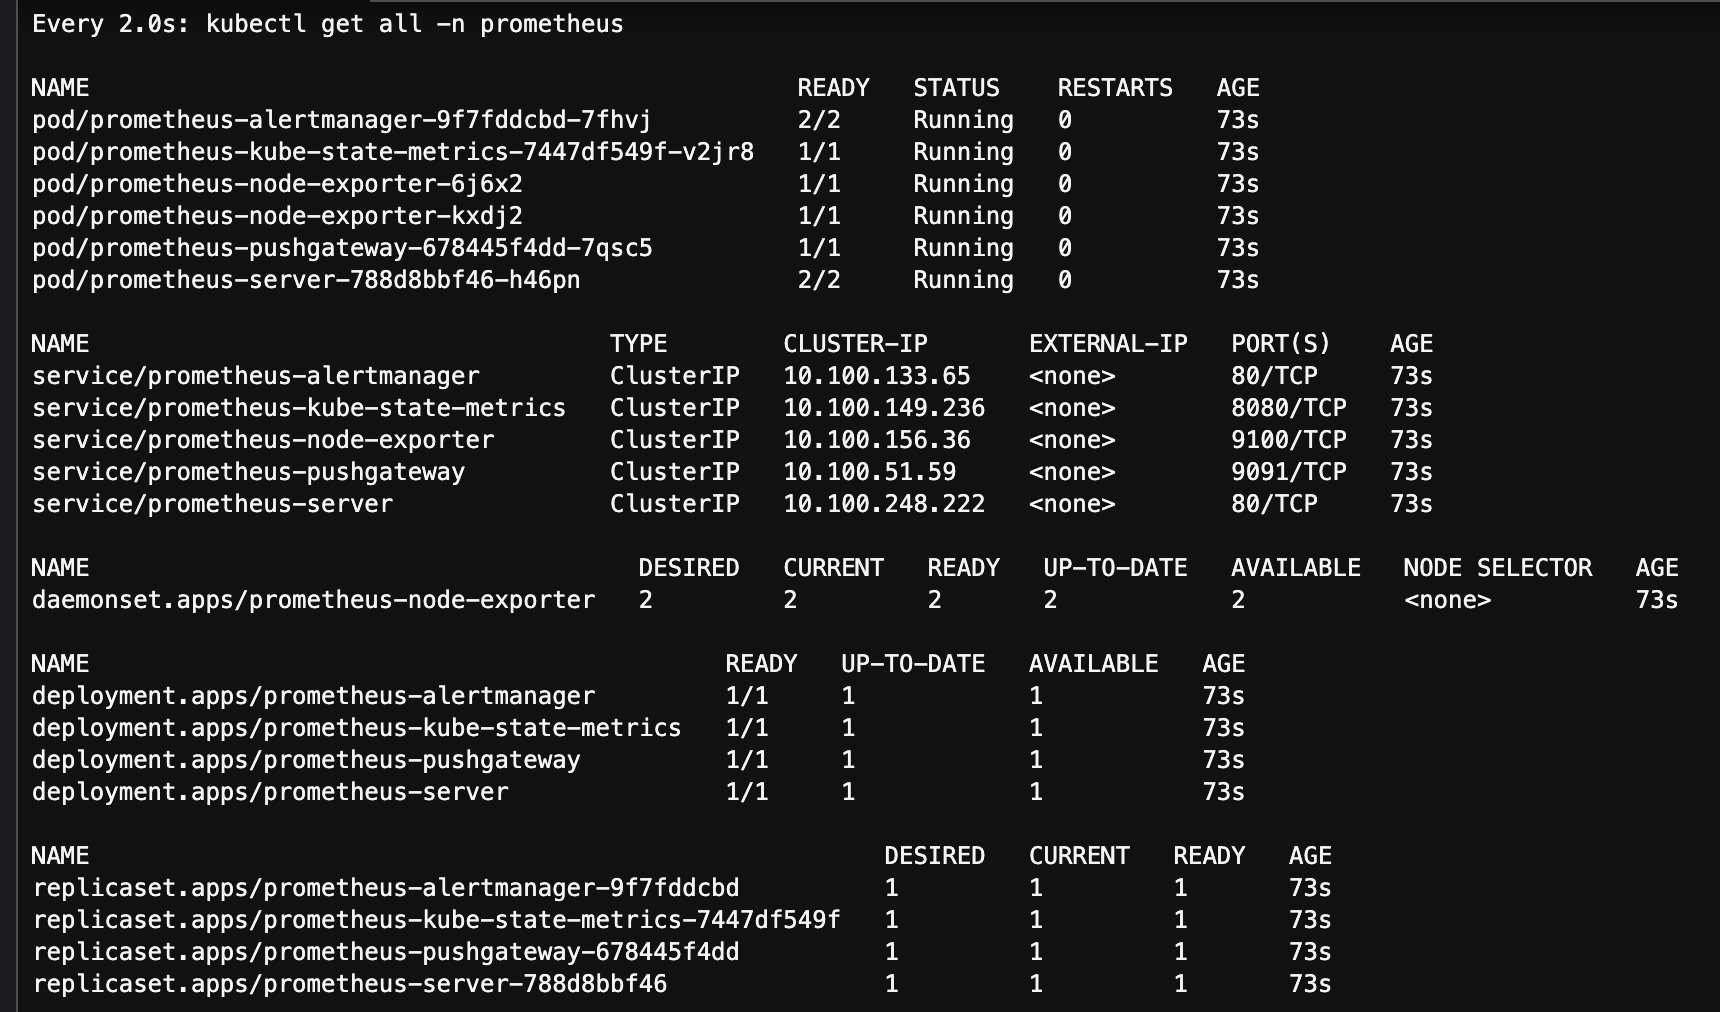 Every 2.0s: kubectl get all -n prometheus
NAME READY STATUS RESTARTS AGE
pod/prometheus-alertmanager-9f7fddcbd-7fhvj 2/2 Running 0 73s
pod/prometheus-kube-state-metrics-7447df549f-v2jr8 1/1 Running 0 73s
pod/prometheus-node-exporter-6j6x2 1/1 Running 0 73s
pod/prometheus-node-exporter-kxdj2 1/1 Running 0 73s
pod/prometheus-pushgateway-678445f4dd-7qsc5 1/1 Running 0 73s
pod/prometheus-server-788d8bbf46-h46pn 2/2 Running 0 73s
NAME TYPE CLUSTER-IP EXTERNAL-IP PORT(S) AGE
service/prometheus-alertmanager ClusterIP 10.100.133.65 <none> 80/TCP 73s
service/prometheus-kube-state-metrics ClusterIP 10.100.149.236 <none> 8080/TCP 73s
service/prometheus-node-exporter ClusterIP 10.100.156.36 <none> 9100/TCP 73s
service/prometheus-pushgateway ClusterIP 10.100.51.59 <none> 9091/TCP 73s
service/prometheus-server ClusterIP 10.100.248.222 <none> 80/TCP 73s
NAME DESIRED CURRENT READY UP-TO-DATE AVAILABLE NODE SELECTOR AGE
daemonset.apps/prometheus-node-exporter 2 2 2 2 2 <none> 73s
NAME READY UP-TO-DATE AVAILABLE AGE
deployment.apps/prometheus-alertmanager 1/1 1 1 73s
deployment.apps/prometheus-kube-state-metrics 1/1 1 1 73s
deployment.apps/prometheus-pushgateway 1/1 1 1 73s
deployment.apps/prometheus-server 1/1 1 1 73s
NAME DESIRED CURRENT READY AGE
replicaset.apps/prometheus-alertmanager-9f7fddcbd 1 1 1 73s
replicaset.apps/prometheus-kube-state-metrics-7447df549f 1 1 1 73s
replicaset.apps/prometheus-pushgateway-678445f4dd 1 1 1 73s
replicaset.apps/prometheus-server-788d8bbf46 1 1 1 73s